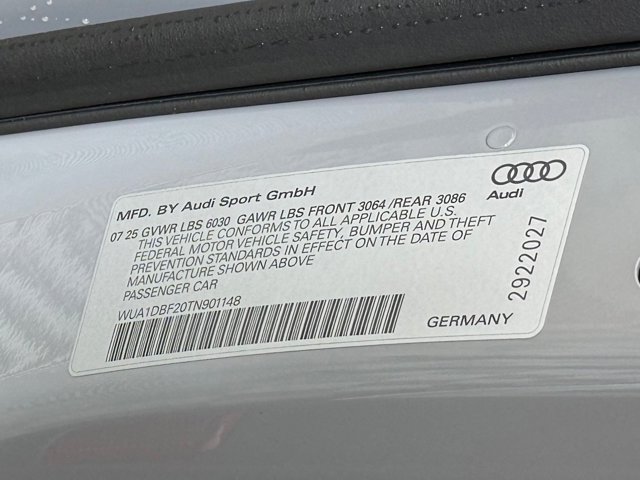 MFD. BY Audi Sport GmbH
07 25 GVWR LBS 6030 GAWR LBS FRONT 3064 /REAR 3086
THIS VEHICLE CONFORMS TO ALL APPLICABLE U.S.
FEDERAL MOTOR VEHICLE SAFETY, BUMPER AND THEFT
PREVENTION STANDARDS IN EFFECT ON THE DATE OF
MANUFACTURE SHOWN ABOVE
PASSENGER CAR
WUA1DBF20TN901148
GERMANY
Audi
2922027